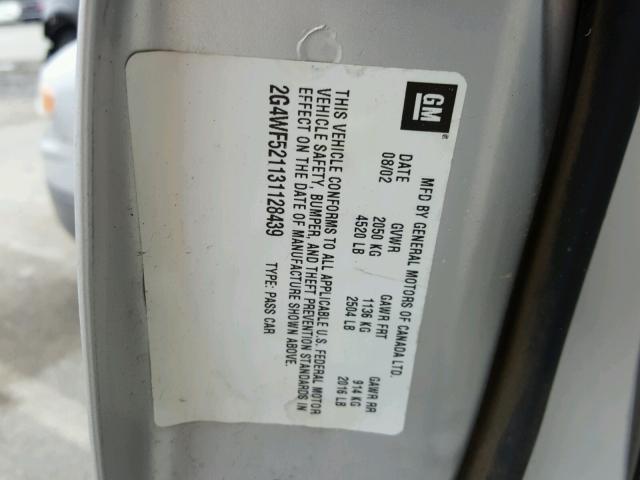 GM
MFD BY GENERAL MOTORS OF CANADA LTD.
DATE GVWR GAWR FRT GAWR RR
08/02 2050 KG 1136 KG 914 KG
4520 LB 2504 LB 2016 LB
THIS VEHICLE CONFORMS TO ALL APPLICABLE U.S. FEDERAL MOTOR
VEHICLE SAFETY, BUMPER, AND THEFT PREVENTION STANDARDS IN
EFFECT ON THE DATE OF MANUFACTURE SHOWN ABOVE.
2G4WF521131128439 TYPE: PASS CAR